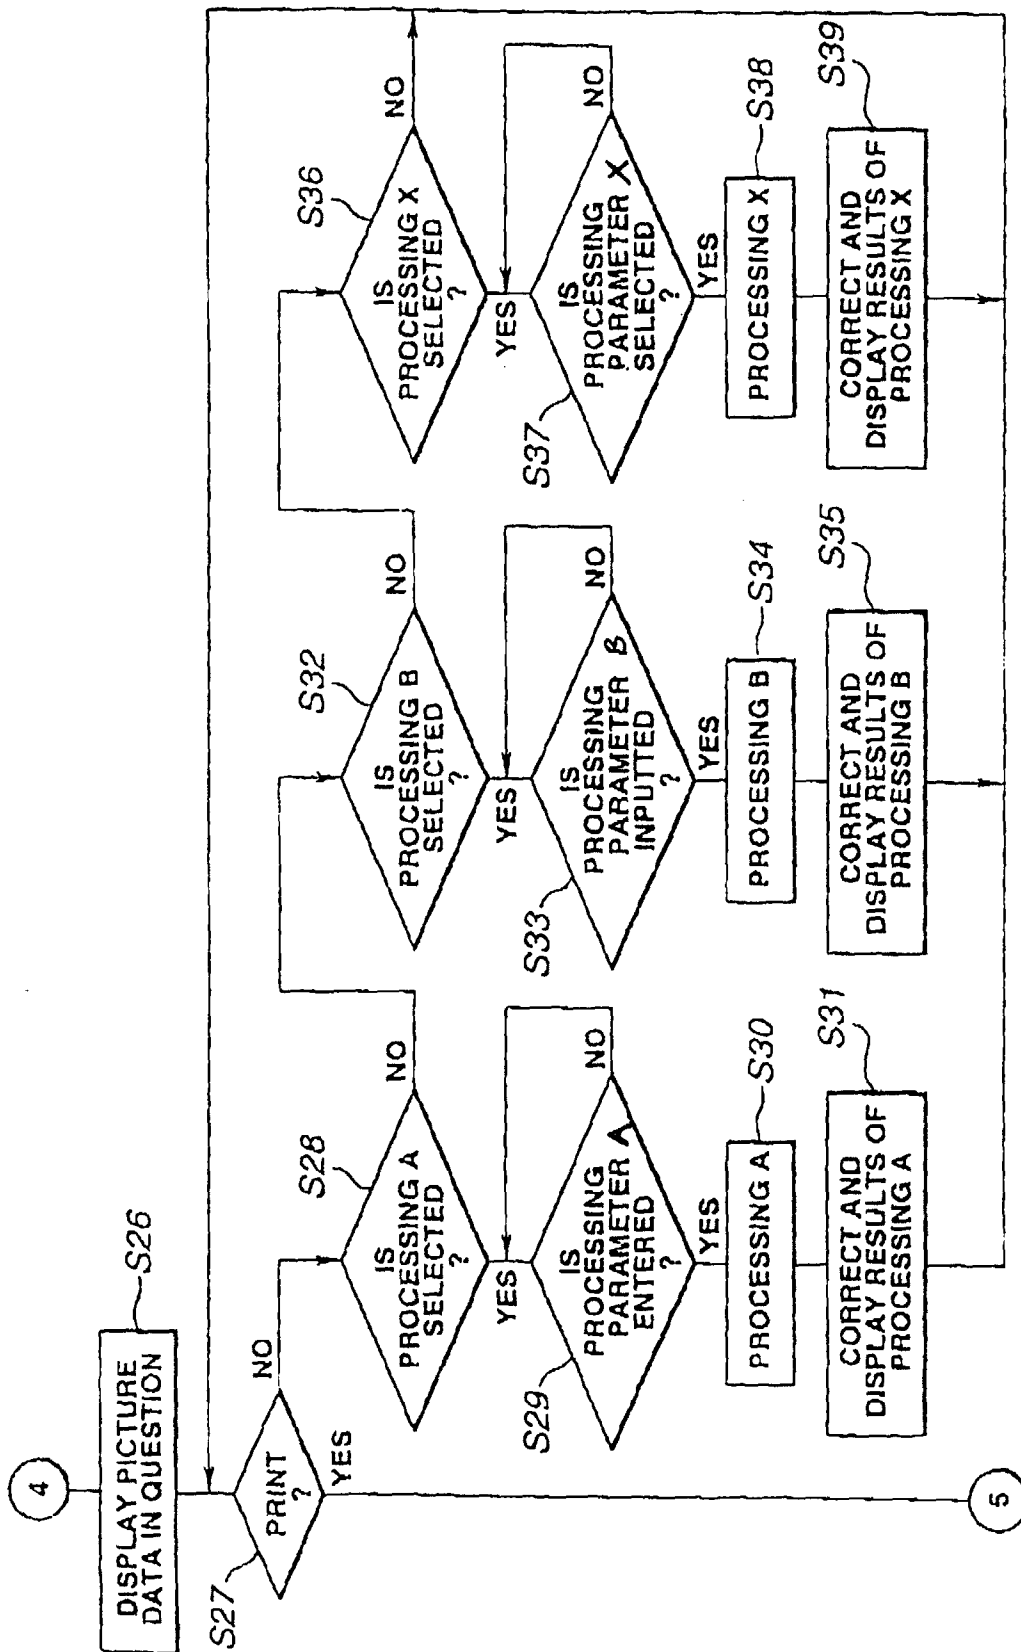 4
DISPLAY PICTURE
DATA IN QUESTION
S26
S27
PRINT
?
NO
YES
5
S28
IS
PROCESSING A
SELECTED
?
NO
YES
S29
IS
PROCESSING
PARAMETER A
ENTERED
?
NO
YES
PROCESSING A
S30
CORRECT AND
DISPLAY RESULTS OF
PROCESSING A
S31
S32
IS
PROCESSING B
SELECTED
?
NO
YES
S33
IS
PROCESSING
PARAMETER B
INPUTTED
?
NO
YES
PROCESSING B
S34
CORRECT AND
DISPLAY RESULTS OF
PROCESSING B
S35
S36
IS
PROCESSING X
SELECTED
?
NO
YES
S37
IS
PROCESSING
PARAMETER X
SELECTED
?
NO
YES
PROCESSING X
S38
CORRECT AND
DISPLAY RESULTS OF
PROCESSING X
S39